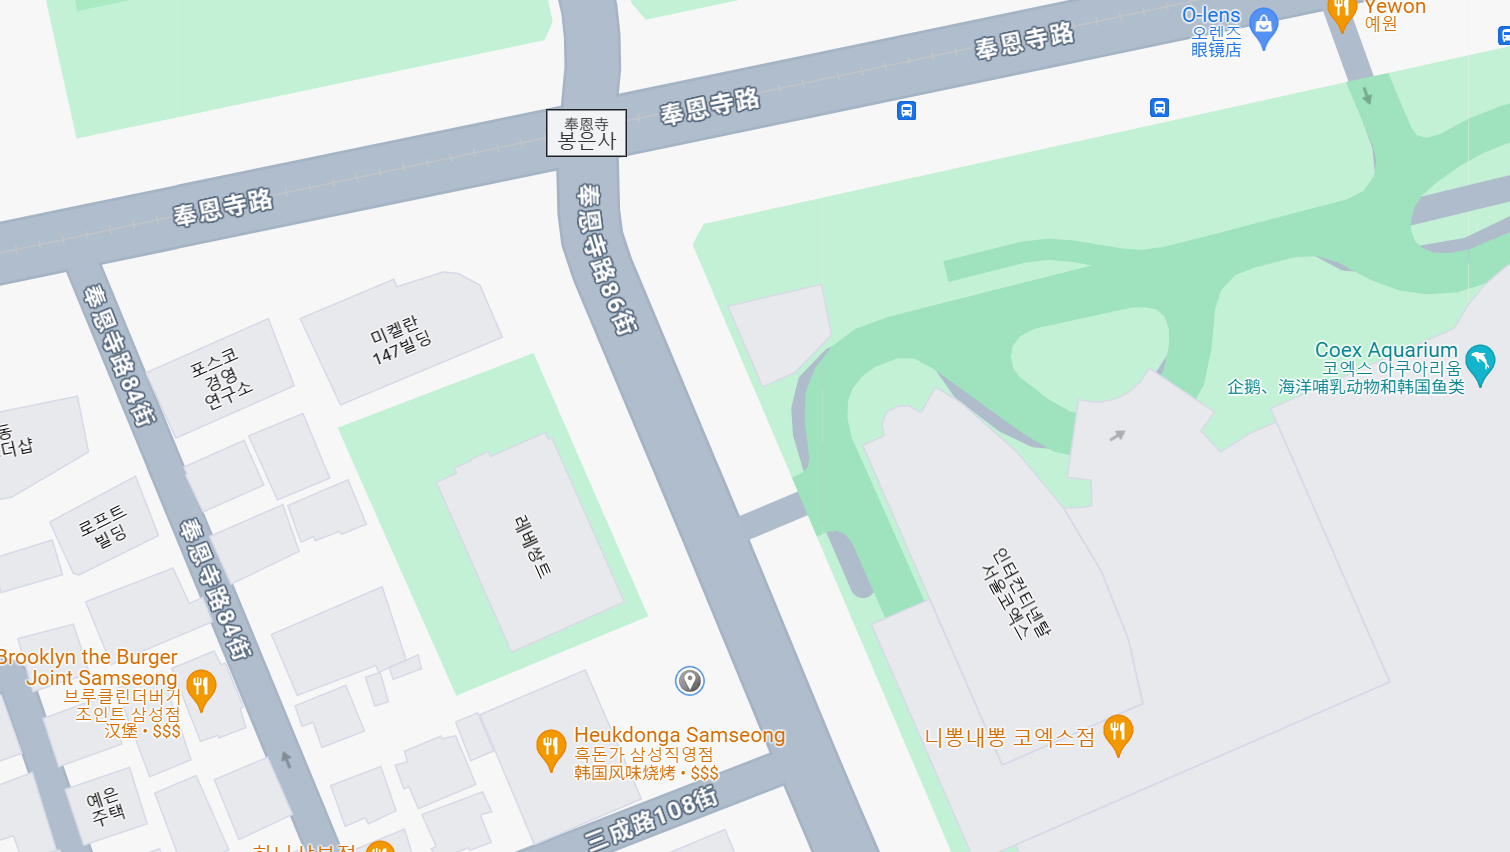 O-lens
오렌즈
眼镜店
Yewon
예원
奉恩寺路
奉恩寺路
奉恩寺
봉은사
奉恩寺路
奉恩寺路86街
奉恩寺路84街
미켈란
147빌딩
포스코
경영
연구소
동
더샵
Coex Aquarium
코엑스 아쿠아리움
企鹅、海洋哺乳动物和韩国鱼类
로프트
빌딩
레베쌍트
奉恩寺路84街
인터컨티넨탈
서울코엑스
Brooklyn the Burger
Joint Samseong
브루클린더버거
조인트 삼성점
汉堡 • $$$
Heukdonga Samseong
흑돈가 삼성직영점
韩国风味烧烤 • $$$
니뽕내뽕 코엑스점
예은
주택
三成路108街